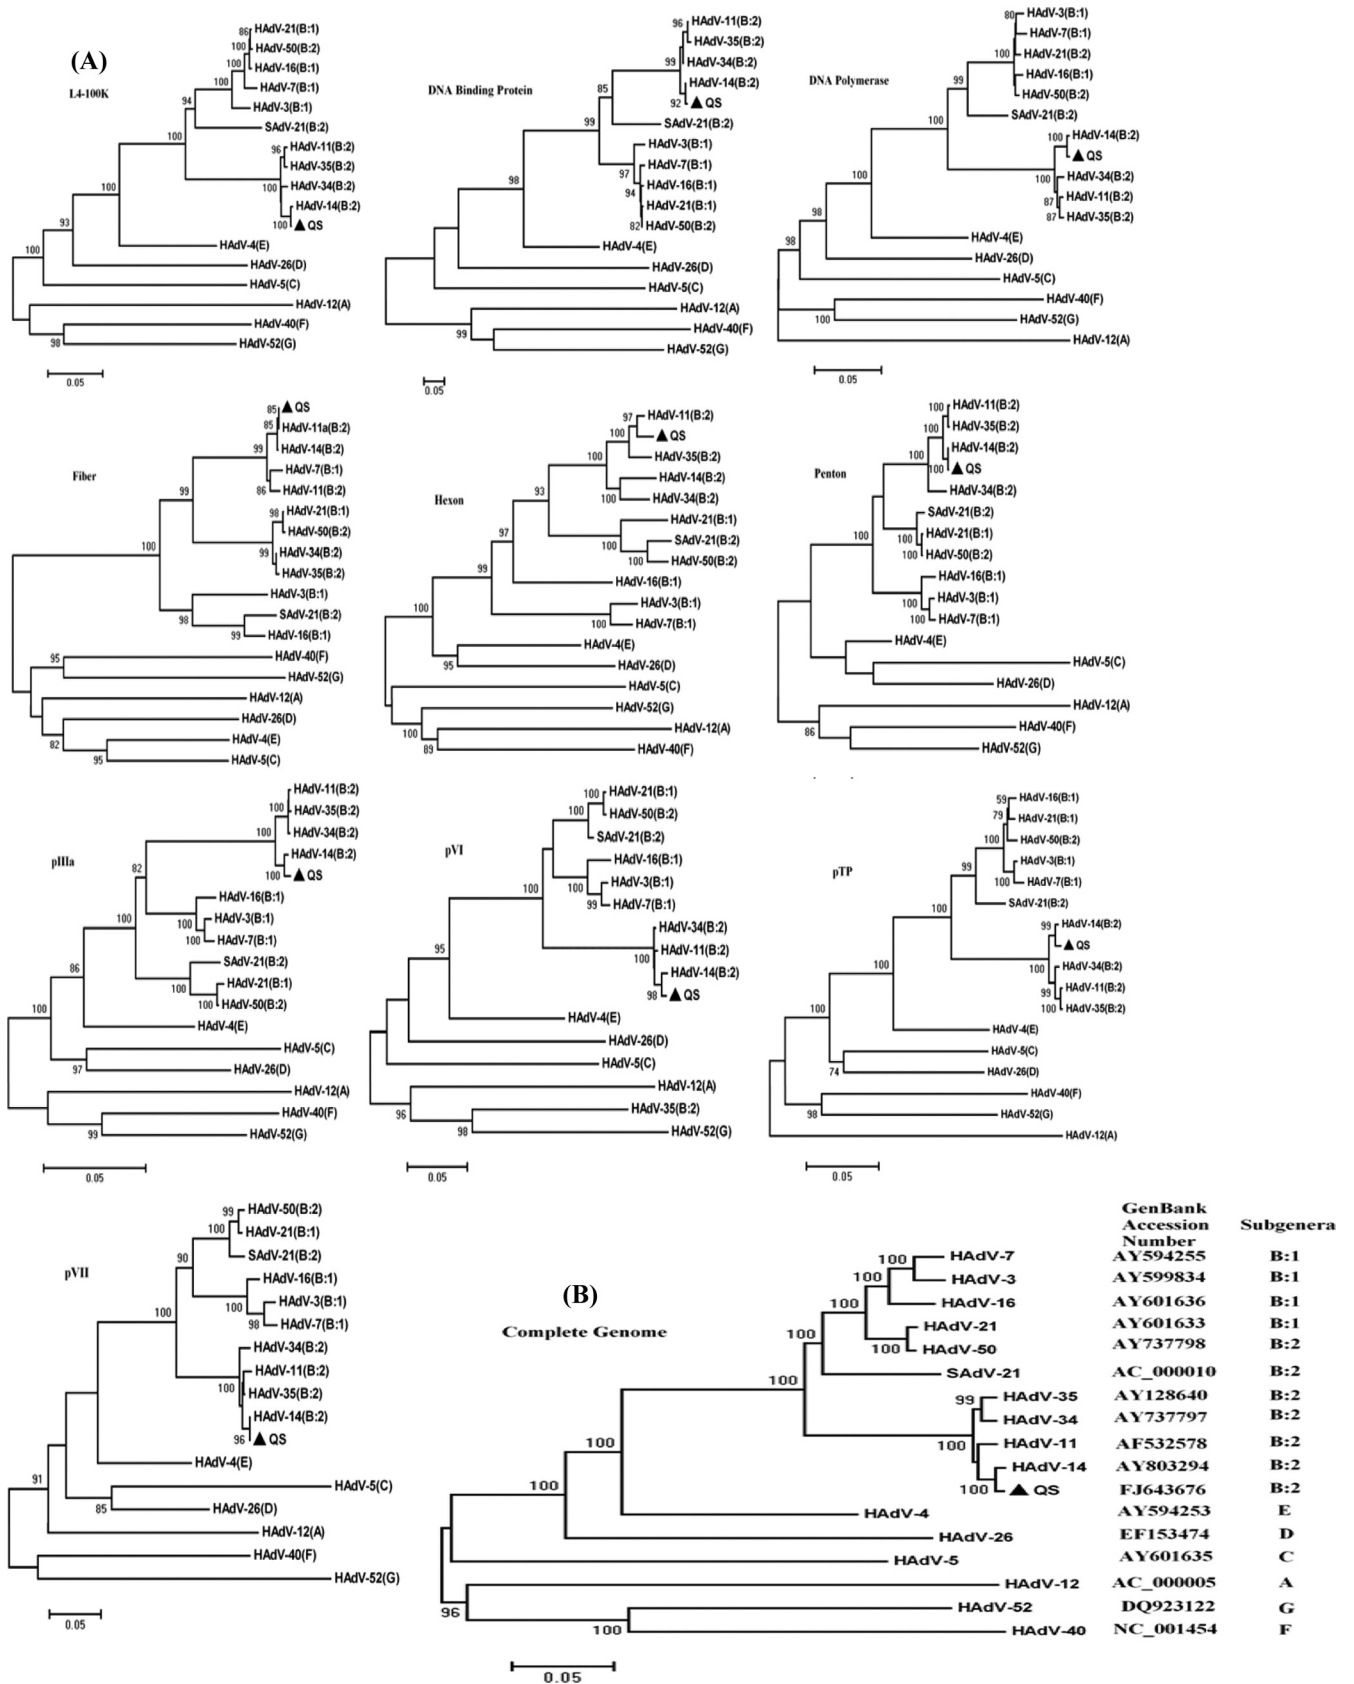 (A)
L4-100K
86
HAdV-21(B:1)
100
HAdV-50(B:2)
100
HAdV-16(B:1)
100
HAdV-7(B:1)
94
HAdV-3(B:1)
SAdV-21(B:2)
100
96
HAdV-11(B:2)
HAdV-35(B:2)
100
HAdV-34(B:2)
HAdV-14(B:2)
100
▲ QS
100
HAdV-4(E)
93
HAdV-26(D)
100
HAdV-5(C)
HAdV-12(A)
HAdV-40(F)
98
HAdV-52(G)
0.05
DNA Binding Protein
96
HAdV-11(B:2)
HAdV-35(B:2)
99
HAdV-34(B:2)
HAdV-14(B:2)
92
▲ QS
85
SAdV-21(B:2)
99
HAdV-3(B:1)
HAdV-7(B:1)
97
HAdV-16(B:1)
94
HAdV-21(B:1)
82
HAdV-50(B:2)
98
HAdV-4(E)
HAdV-26(D)
HAdV-5(C)
HAdV-12(A)
99
HAdV-40(F)
HAdV-52(G)
0.05
DNA Polymerase
80
HAdV-3(B:1)
HAdV-7(B:1)
100
HAdV-21(B:2)
HAdV-16(B:1)
HAdV-50(B:2)
99
SAdV-21(B:2)
100
100
HAdV-14(B:2)
▲ QS
100
HAdV-34(B:2)
87
HAdV-11(B:2)
87
HAdV-35(B:2)
100
HAdV-4(E)
98
HAdV-26(D)
98
HAdV-5(C)
HAdV-40(F)
100
HAdV-52(G)
HAdV-12(A)
0.05
Fiber
85
▲ QS
85
HAdV-11a(B:2)
99
HAdV-14(B:2)
HAdV-7(B:1)
86
HAdV-11(B:2)
99
98
HAdV-21(B:1)
HAdV-50(B:2)
99
HAdV-34(B:2)
HAdV-35(B:2)
100
HAdV-3(B:1)
98
SAdV-21(B:2)
99
HAdV-16(B:1)
95
HAdV-40(F)
HAdV-52(G)
HAdV-12(A)
HAdV-26(D)
82
HAdV-4(E)
95
HAdV-5(C)
Hexon
97
HAdV-11(B:2)
100
▲ QS
100
HAdV-35(B:2)
HAdV-14(B:2)
100
HAdV-34(B:2)
93
HAdV-21(B:1)
100
SAdV-21(B:2)
100
HAdV-50(B:2)
97
HAdV-16(B:1)
99
HAdV-3(B:1)
100
HAdV-7(B:1)
100
HAdV-4(E)
95
HAdV-26(D)
HAdV-5(C)
HAdV-52(G)
100
HAdV-12(A)
89
HAdV-40(F)
Penton
100
HAdV-11(B:2)
100
HAdV-35(B:2)
100
HAdV-14(B:2)
100
▲ QS
HAdV-34(B:2)
SAdV-21(B:2)
100
HAdV-21(B:1)
100
HAdV-50(B:2)
100
HAdV-16(B:1)
100
HAdV-3(B:1)
100
HAdV-7(B:1)
HAdV-4(E)
HAdV-5(C)
HAdV-26(D)
HAdV-12(A)
86
HAdV-40(F)
HAdV-52(G)
pIIIa
HAdV-11(B:2)
100
HAdV-35(B:2)
100
HAdV-34(B:2)
HAdV-14(B:2)
100
▲ QS
82
HAdV-16(B:1)
100
HAdV-3(B:1)
100
HAdV-7(B:1)
100
SAdV-21(B:2)
100
HAdV-21(B:1)
100
HAdV-50(B:2)
86
HAdV-4(E)
100
HAdV-5(C)
97
HAdV-26(D)
HAdV-12(A)
HAdV-40(F)
99
HAdV-52(G)
0.05
pVI
100
HAdV-21(B:1)
100
HAdV-50(B:2)
SAdV-21(B:2)
HAdV-16(B:1)
100
HAdV-3(B:1)
99
HAdV-7(B:1)
100
HAdV-34(B:2)
HAdV-11(B:2)
100
HAdV-14(B:2)
98
▲ QS
95
HAdV-4(E)
HAdV-26(D)
HAdV-5(C)
HAdV-12(A)
96
HAdV-35(B:2)
98
HAdV-52(G)
0.05
pTP
59
HAdV-16(B:1)
79
HAdV-21(B:1)
100
HAdV-50(B:2)
HAdV-3(B:1)
100
HAdV-7(B:1)
99
SAdV-21(B:2)
100
99
HAdV-14(B:2)
▲ QS
100
HAdV-34(B:2)
99
HAdV-11(B:2)
100
HAdV-35(B:2)
100
HAdV-4(E)
100
HAdV-5(C)
74
HAdV-26(D)
HAdV-40(F)
98
HAdV-52(G)
HAdV-12(A)
0.05
pVII
99
HAdV-50(B:2)
100
HAdV-21(B:1)
SAdV-21(B:2)
90
HAdV-16(B:1)
100
HAdV-3(B:1)
98
HAdV-7(B:1)
100
HAdV-34(B:2)
HAdV-11(B:2)
100
HAdV-35(B:2)
HAdV-14(B:2)
96
▲ QS
HAdV-4(E)
91
HAdV-5(C)
85
HAdV-26(D)
HAdV-12(A)
HAdV-40(F)
HAdV-52(G)
0.05
(B)
Complete Genome
GenBank
Accession Subgenera
Number
100
HAdV-7 AY594255 B:1
100
HAdV-3 AY599834 B:1
HAdV-16 AY601636 B:1
100
HAdV-21 AY601633 B:1
100
HAdV-50 AY737798 B:2
100
SAdV-21 AC_000010 B:2
100
99
HAdV-35 AY128640 B:2
HAdV-34 AY737797 B:2
100
HAdV-11 AF532578 B:2
HAdV-14 AY803294 B:2
100
▲ QS FJ643676 B:2
100
HAdV-4 AY594253 E
100
HAdV-26 EF153474 D
HAdV-5 AY601635 C
HAdV-12 AC_000005 A
96
HAdV-52 DQ923122 G
100
HAdV-40 NC_001454 F
0.05